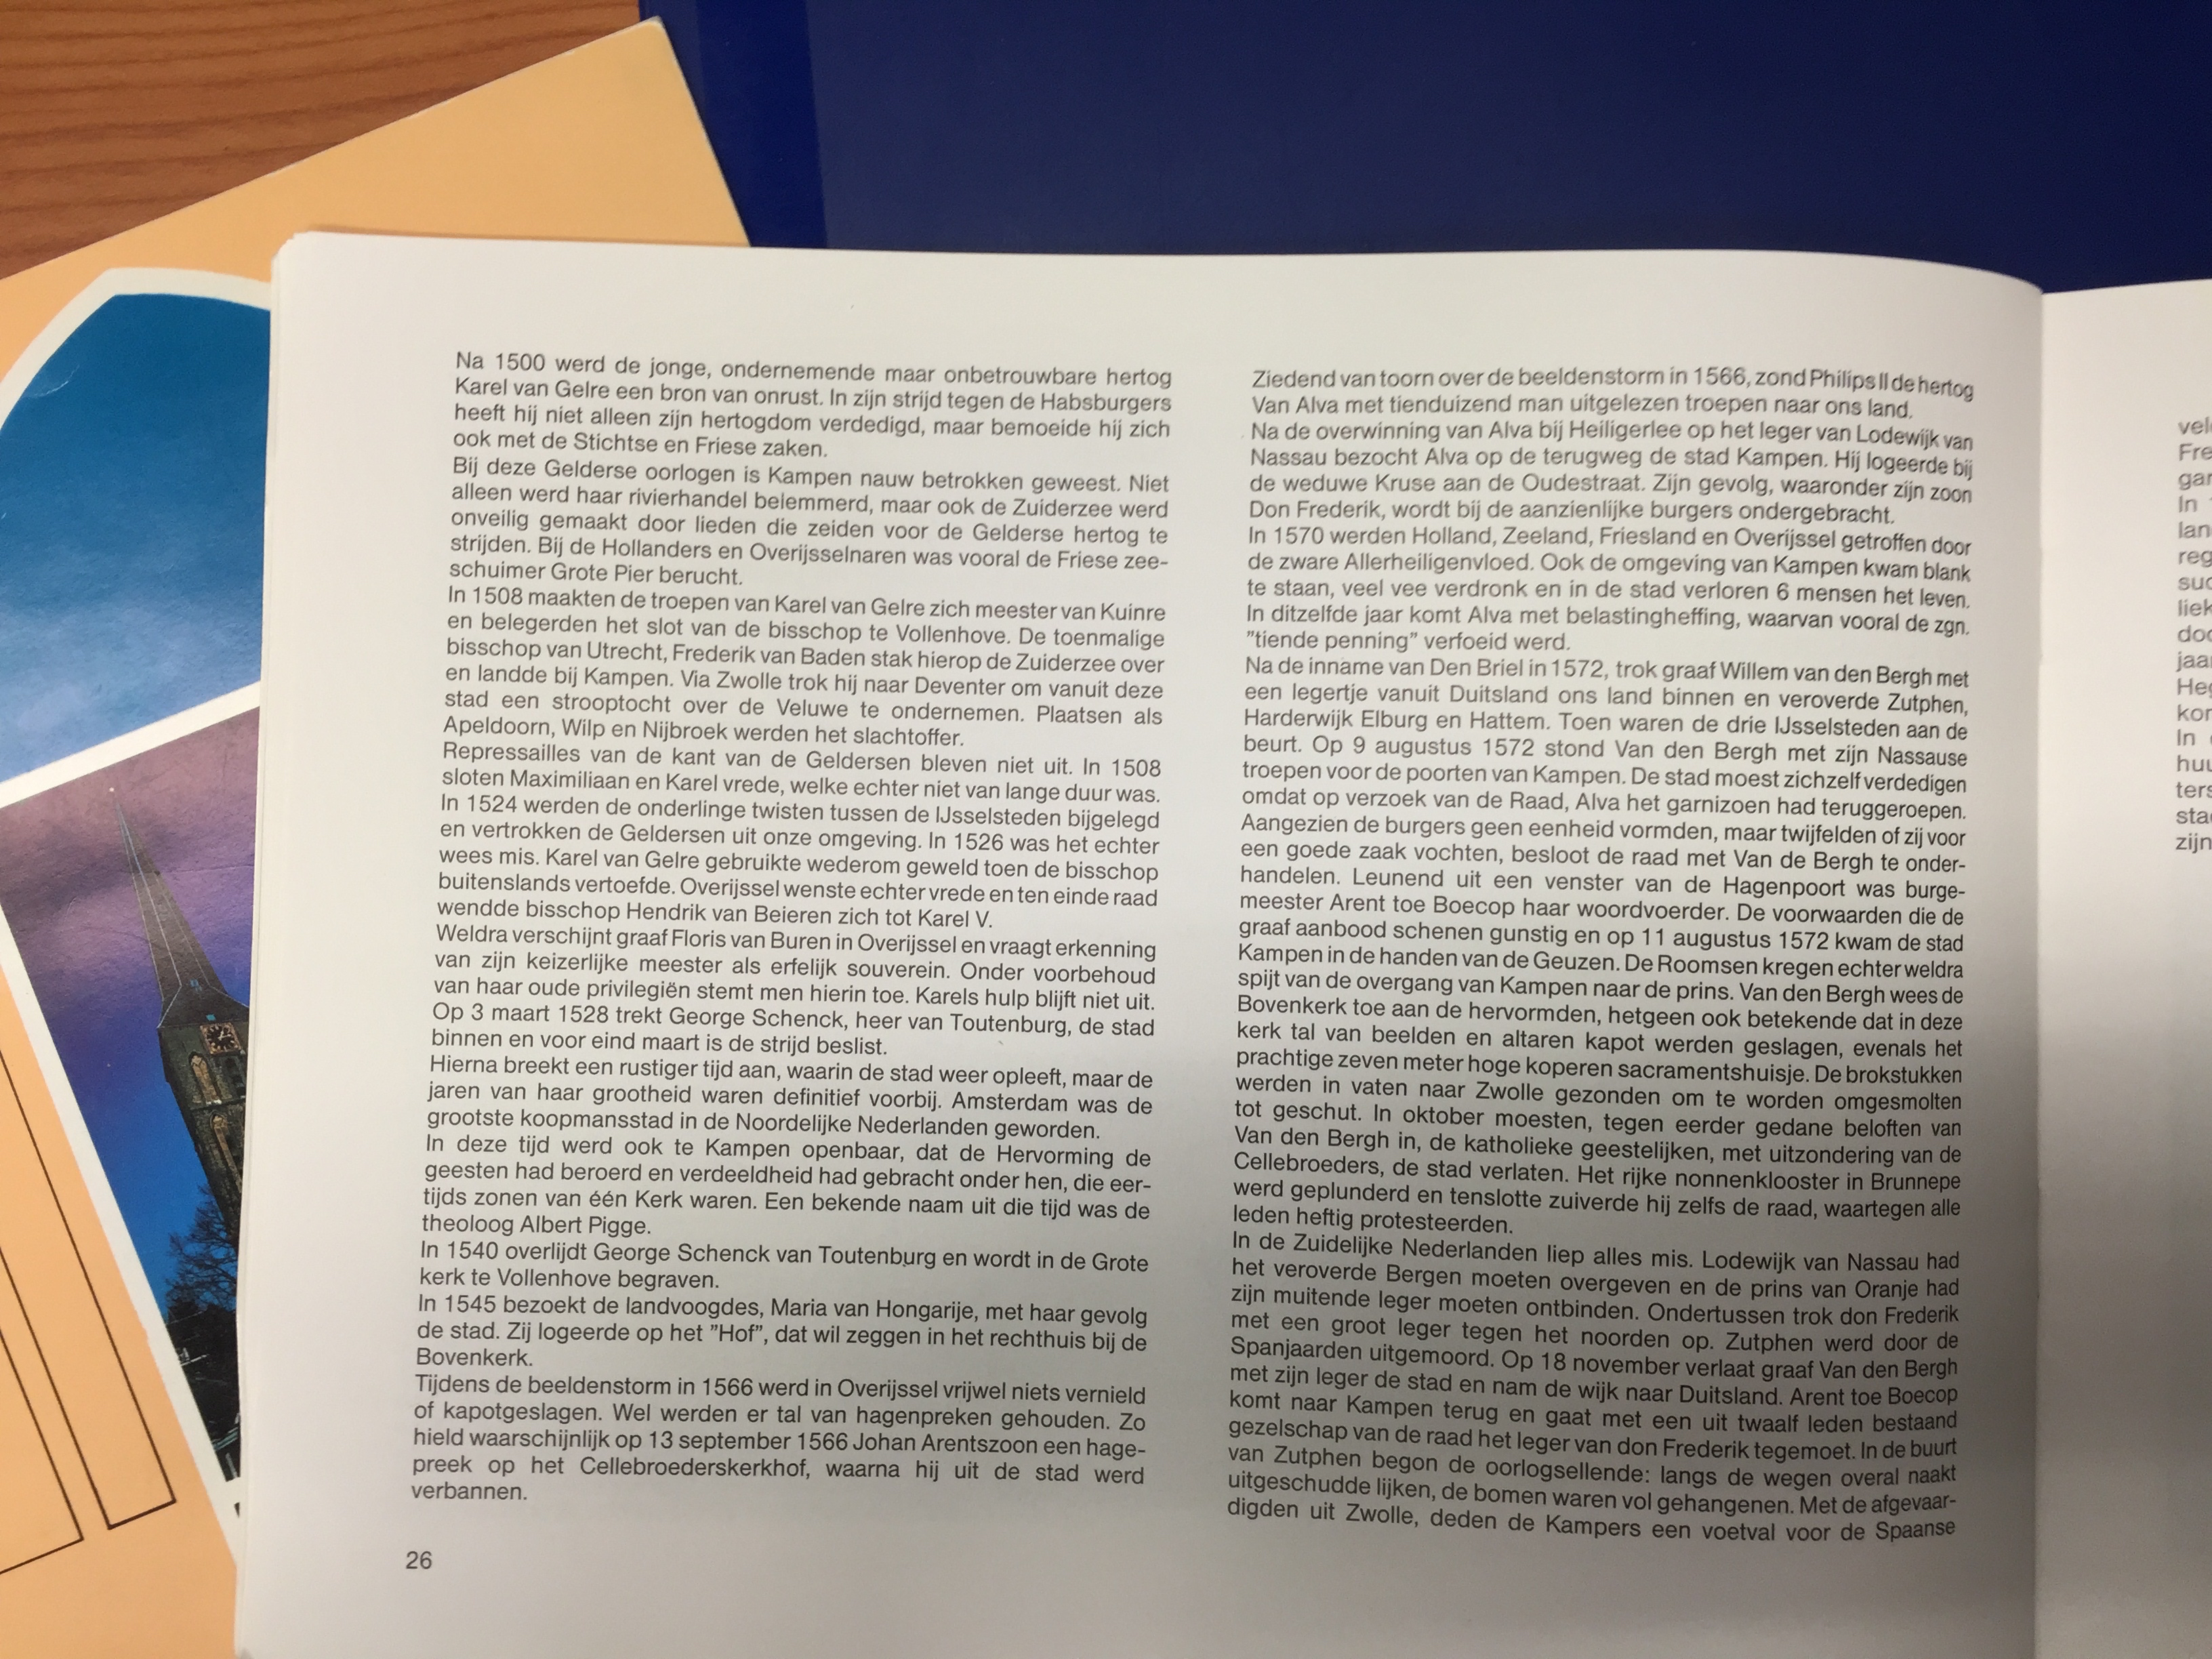 Na 1500 werd de jonge, ondernemende maar onbetrouwbare hertog
Karel van Gelre een bron van onrust. In zijn strijd tegen de Habsburgers
heeft hij niet alleen zijn hertogdom verdedigd, maar bemoeide hij zich
ook met de Stichtse en Friese zaken.
Bij deze Gelderse oorlogen is Kampen nauw betrokken geweest. Niet
alleen werd haar rivierhandel belemmerd, maar ook de Zuiderzee werd
onveilig gemaakt door lieden die zeiden voor de Gelderse hertog te
strijden. Bij de Hollanders en Overijsselnaren was vooral de Friese zee-
schuimer Grote Pier berucht.
In 1508 maakten de troepen van Karel van Gelre zich meester van Kuinre
en belegerden het slot van de bisschop te Vollenhove. De toenmalige
bisschop van Utrecht, Frederik van Baden stak hierop de Zuiderzee over
en landde bij Kampen. Via Zwolle trok hij naar Deventer om vanuit deze
stad een strooptocht over de Veluwe te ondernemen. Plaatsen als
Apeldoorn, Wilp en Nijbroek werden het slachtoffer.
Repressailles van de kant van de Geldersen bleven niet uit. In 1508
sloten Maximiliaan en Karel vrede, welke echter niet van lange duur was.
In 1524 werden de onderlinge twisten tussen de IJsselsteden bijgelegd
en vertrokken de Geldersen uit onze omgeving. In 1526 was het echter
wees mis. Karel van Gelre gebruikte wederom geweld toen de bisschop
buitenslands vertoefde. Overijssel wenste echter vrede en ten einde raad
wendde bisschop Hendrik van Beieren zich tot Karel V.
Weldra verschijnt graaf Floris van Buren in Overijssel en vraagt erkenning
van zijn keizerlijke meester als erfelijk souverein. Onder voorbehoud
van haar oude privilegiën stemt men hierin toe. Karels hulp blijft niet uit.
Op 3 maart 1528 trekt George Schenck, heer van Toutenburg, de stad
binnen en voor eind maart is de strijd beslist.
Hierna breekt een rustiger tijd aan, waarin de stad weer opleeft, maar de
jaren van haar grootheid waren definitief voorbij. Amsterdam was de
grootste koopmansstad in de Noordelijke Nederlanden geworden.
In deze tijd werd ook te Kampen openbaar, dat de Hervorming de
geesten had beroerd en verdeeldheid had gebracht onder hen, die eer-
tijds zonen van één Kerk waren. Een bekende naam uit die tijd was de
theoloog Albert Pigge.
In 1540 overlijdt George Schenck van Toutenburg en wordt in de Grote
kerk te Vollenhove begraven.
In 1545 bezoekt de landvoogdes, Maria van Hongarije, met haar gevolg
de stad. Zij logeerde op het ”Hof”, dat wil zeggen in het rechthuis bij de
Bovenkerk.
Tijdens de beeldenstorm in 1566 werd in Overijssel vrijwel niets vernield
of kapotgeslagen. Wel werden er tal van hagenpreken gehouden. Zo
hield waarschijnlijk op 13 september 1566 Johan Arentszoon een hage-
preek op het Cellebroederskerkhof, waarna hij uit de stad werd
verbannen.
26
Ziedend van toorn over de beeldenstorm in 1566, zond Philips II de hertog
Van Alva met tienduizend man uitgelezen troepen naar ons land.
Na de overwinning van Alva bij Heiligerlee op het leger van Lodewijk van
Nassau bezocht Alva op de terugweg de stad Kampen. Hij logeerde bij
de weduwe Kruse aan de Oudestraat. Zijn gevolg, waaronder zijn zoon
Don Frederik, wordt bij de aanzienlijke burgers ondergebracht.
In 1570 werden Holland, Zeeland, Friesland en Overijssel getroffen door
de zware Allerheiligenvloed. Ook de omgeving van Kampen kwam blank
te staan, veel vee verdronk en in de stad verloren 6 mensen het leven.
In ditzelfde jaar komt Alva met belastingheffing, waarvan vooral de zgn.
”tiende penning” verfoeid werd.
Na de inname van Den Briel in 1572, trok graaf Willem van den Bergh met
een legertje vanuit Duitsland ons land binnen en veroverde Zutphen,
Harderwijk Elburg en Hattem. Toen waren de drie IJsselsteden aan de
beurt. Op 9 augustus 1572 stond Van den Bergh met zijn Nassause
troepen voor de poorten van Kampen. De stad moest zichzelf verdedigen
omdat op verzoek van de Raad, Alva het garnizoen had teruggeroepen.
Aangezien de burgers geen eenheid vormden, maar twijfelden of zij voor
een goede zaak vochten, besloot de raad met Van de Bergh te onder-
handelen. Leunend uit een venster van de Hagenpoort was burge-
meester Arent toe Boecop haar woordvoerder. De voorwaarden die de
graaf aanbood schenen gunstig en op 11 augustus 1572 kwam de stad
Kampen in de handen van de Geuzen. De Roomsen kregen echter weldra
spijt van de overgang van Kampen naar de prins. Van den Bergh wees de
Bovenkerk toe aan de hervormden, hetgeen ook betekende dat in deze
kerk tal van beelden en altaren kapot werden geslagen, evenals het
prachtige zeven meter hoge koperen sacramentshuisje. De brokstukken
werden in vaten naar Zwolle gezonden om te worden omgesmolten
tot geschut. In oktober moesten, tegen eerder gedane beloften van
Van den Bergh in, de katholieke geestelijken, met uitzondering van de
Cellebroeders, de stad verlaten. Het rijke nonnenklooster in Brunnepe
werd geplunderd en tenslotte zuiverde hij zelfs de raad, waartegen alle
leden heftig protesteerden.
In de Zuidelijke Nederlanden liep alles mis. Lodewijk van Nassau had
het veroverde Bergen moeten overgeven en de prins van Oranje had
zijn muitende leger moeten ontbinden. Ondertussen trok don Frederik
met een groot leger tegen het noorden op. Zutphen werd door de
Spanjaarden uitgemoord. Op 18 november verlaat graaf Van den Bergh
met zijn leger de stad en nam de wijk naar Duitsland. Arent toe Boecop
komt naar Kampen terug en gaat met een uit twaalf leden bestaand
gezelschap van de raad het leger van don Frederik tegemoet. In de buurt
van Zutphen begon de oorlogsellende: langs de wegen overal naakt
uitgeschudde lijken, de bomen waren vol gehangenen. Met de afgevaar-
digden uit Zwolle, deden de Kampers een voetval voor de Spaanse